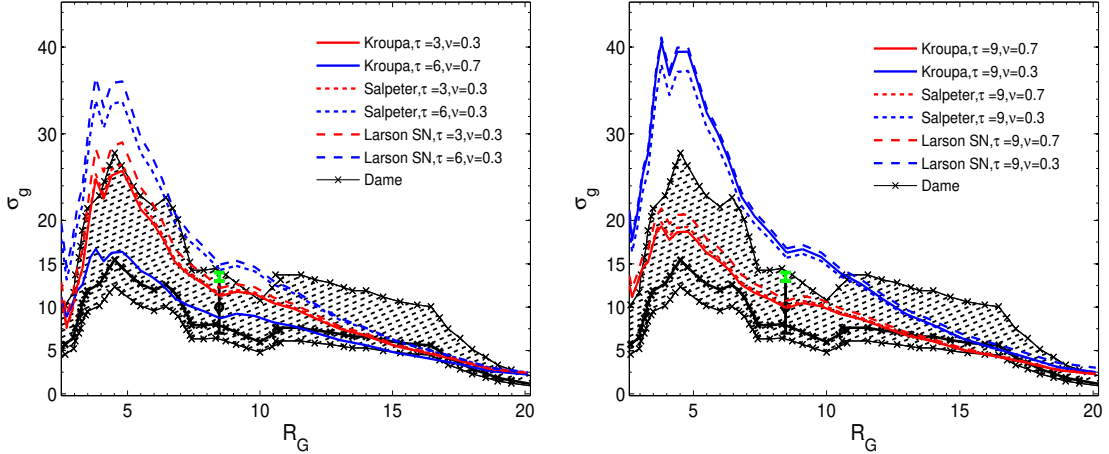 40
30
20
15
10
5
0
σg
5
10
15
20
R_G
Kroupa,τ =3,ν=0.3
Kroupa,τ =6,ν=0.7
Salpeter,τ =3,ν=0.3
Salpeter,τ =6,ν=0.3
Larson SN,τ =3,ν=0.3
Larson SN,τ =6,ν=0.3
Dame
40
30
20
15
10
5
0
σg
5
10
15
20
R_G
Kroupa,τ =9,ν=0.7
Kroupa,τ =9,ν=0.3
Salpeter,τ =9,ν=0.7
Salpeter,τ =9,ν=0.3
Larson SN,τ =9,ν=0.7
Larson SN,τ =9,ν=0.3
Dame